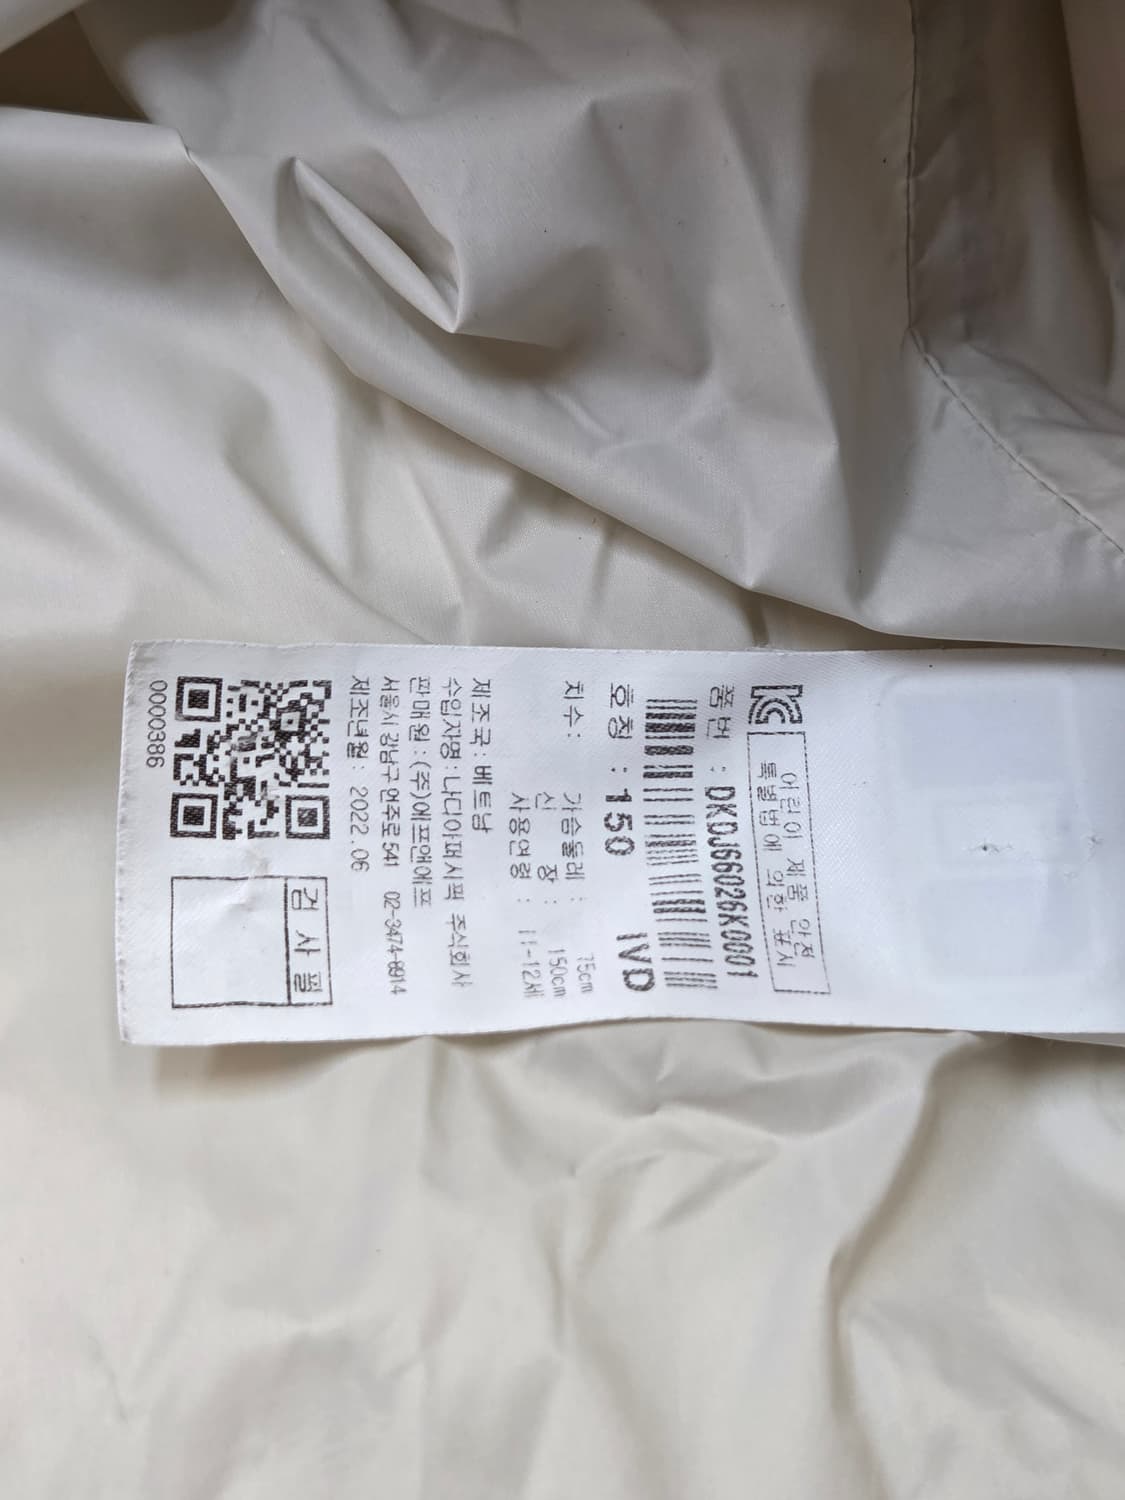 어린이 제품 안전
특별법에 의한 표시
품번 : DKDJ66026K0001
호칭 : 150 IVD
치수 : 가슴둘레 : 75cm
신 장 : 150cm
사용연령 : 11-12세
제조국 : 베트남
수입자명 : 나디아퍼시픽 주식회사
판매원 : (주)에프앤에프
서울시 강남구 언주로 541 02-3474-8914
제조년월 : 2022.06
검사필
0000386